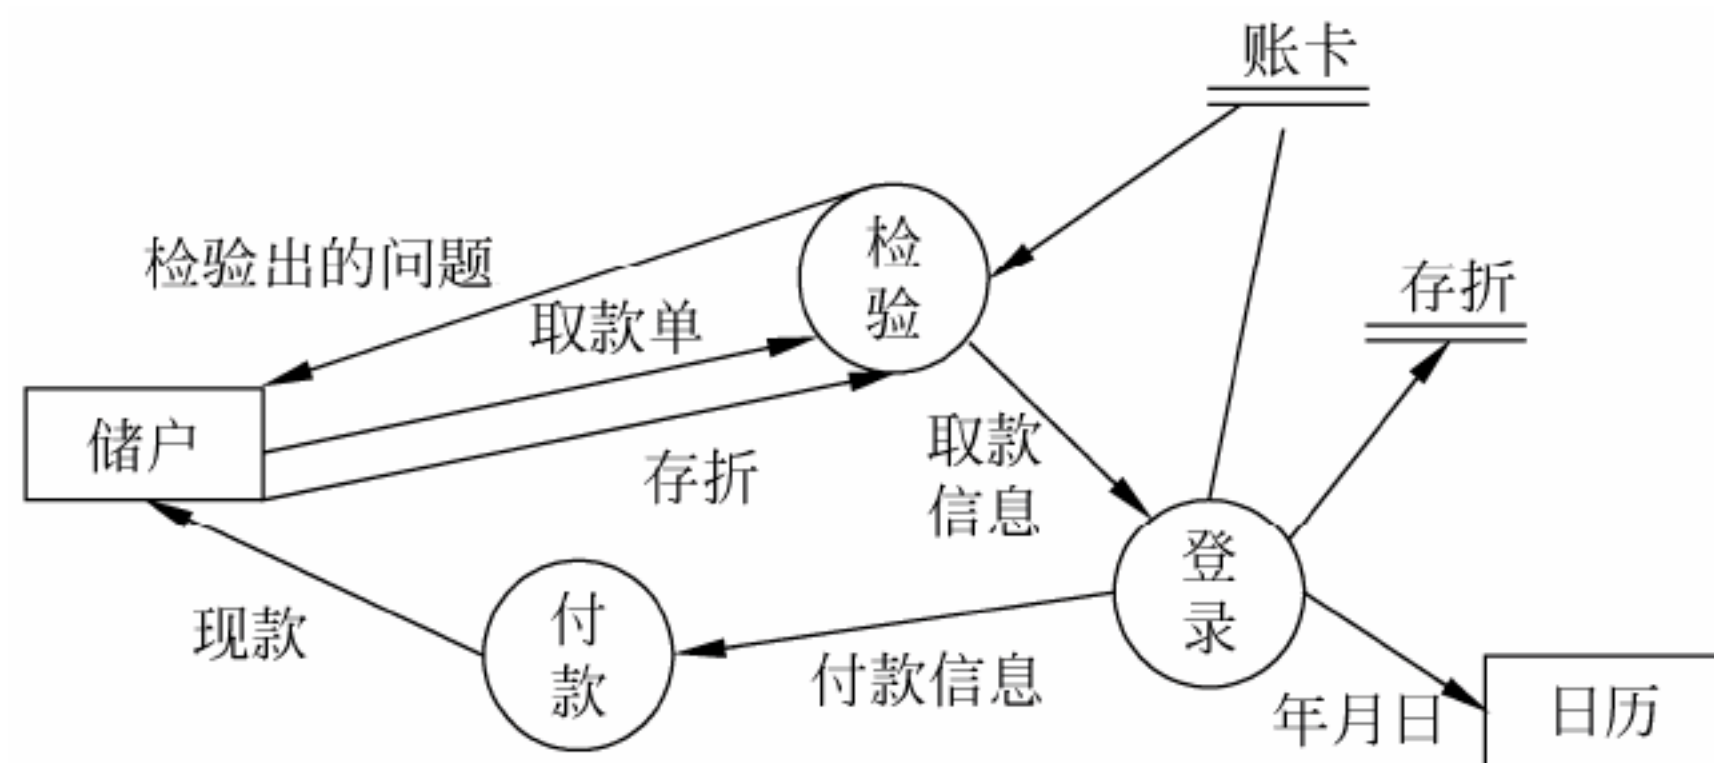 账卡
检
验
检验出的问题
取款单
存折
储户
存折
取款
信息
登
录
付
款
现款
付款信息
年月日
日历